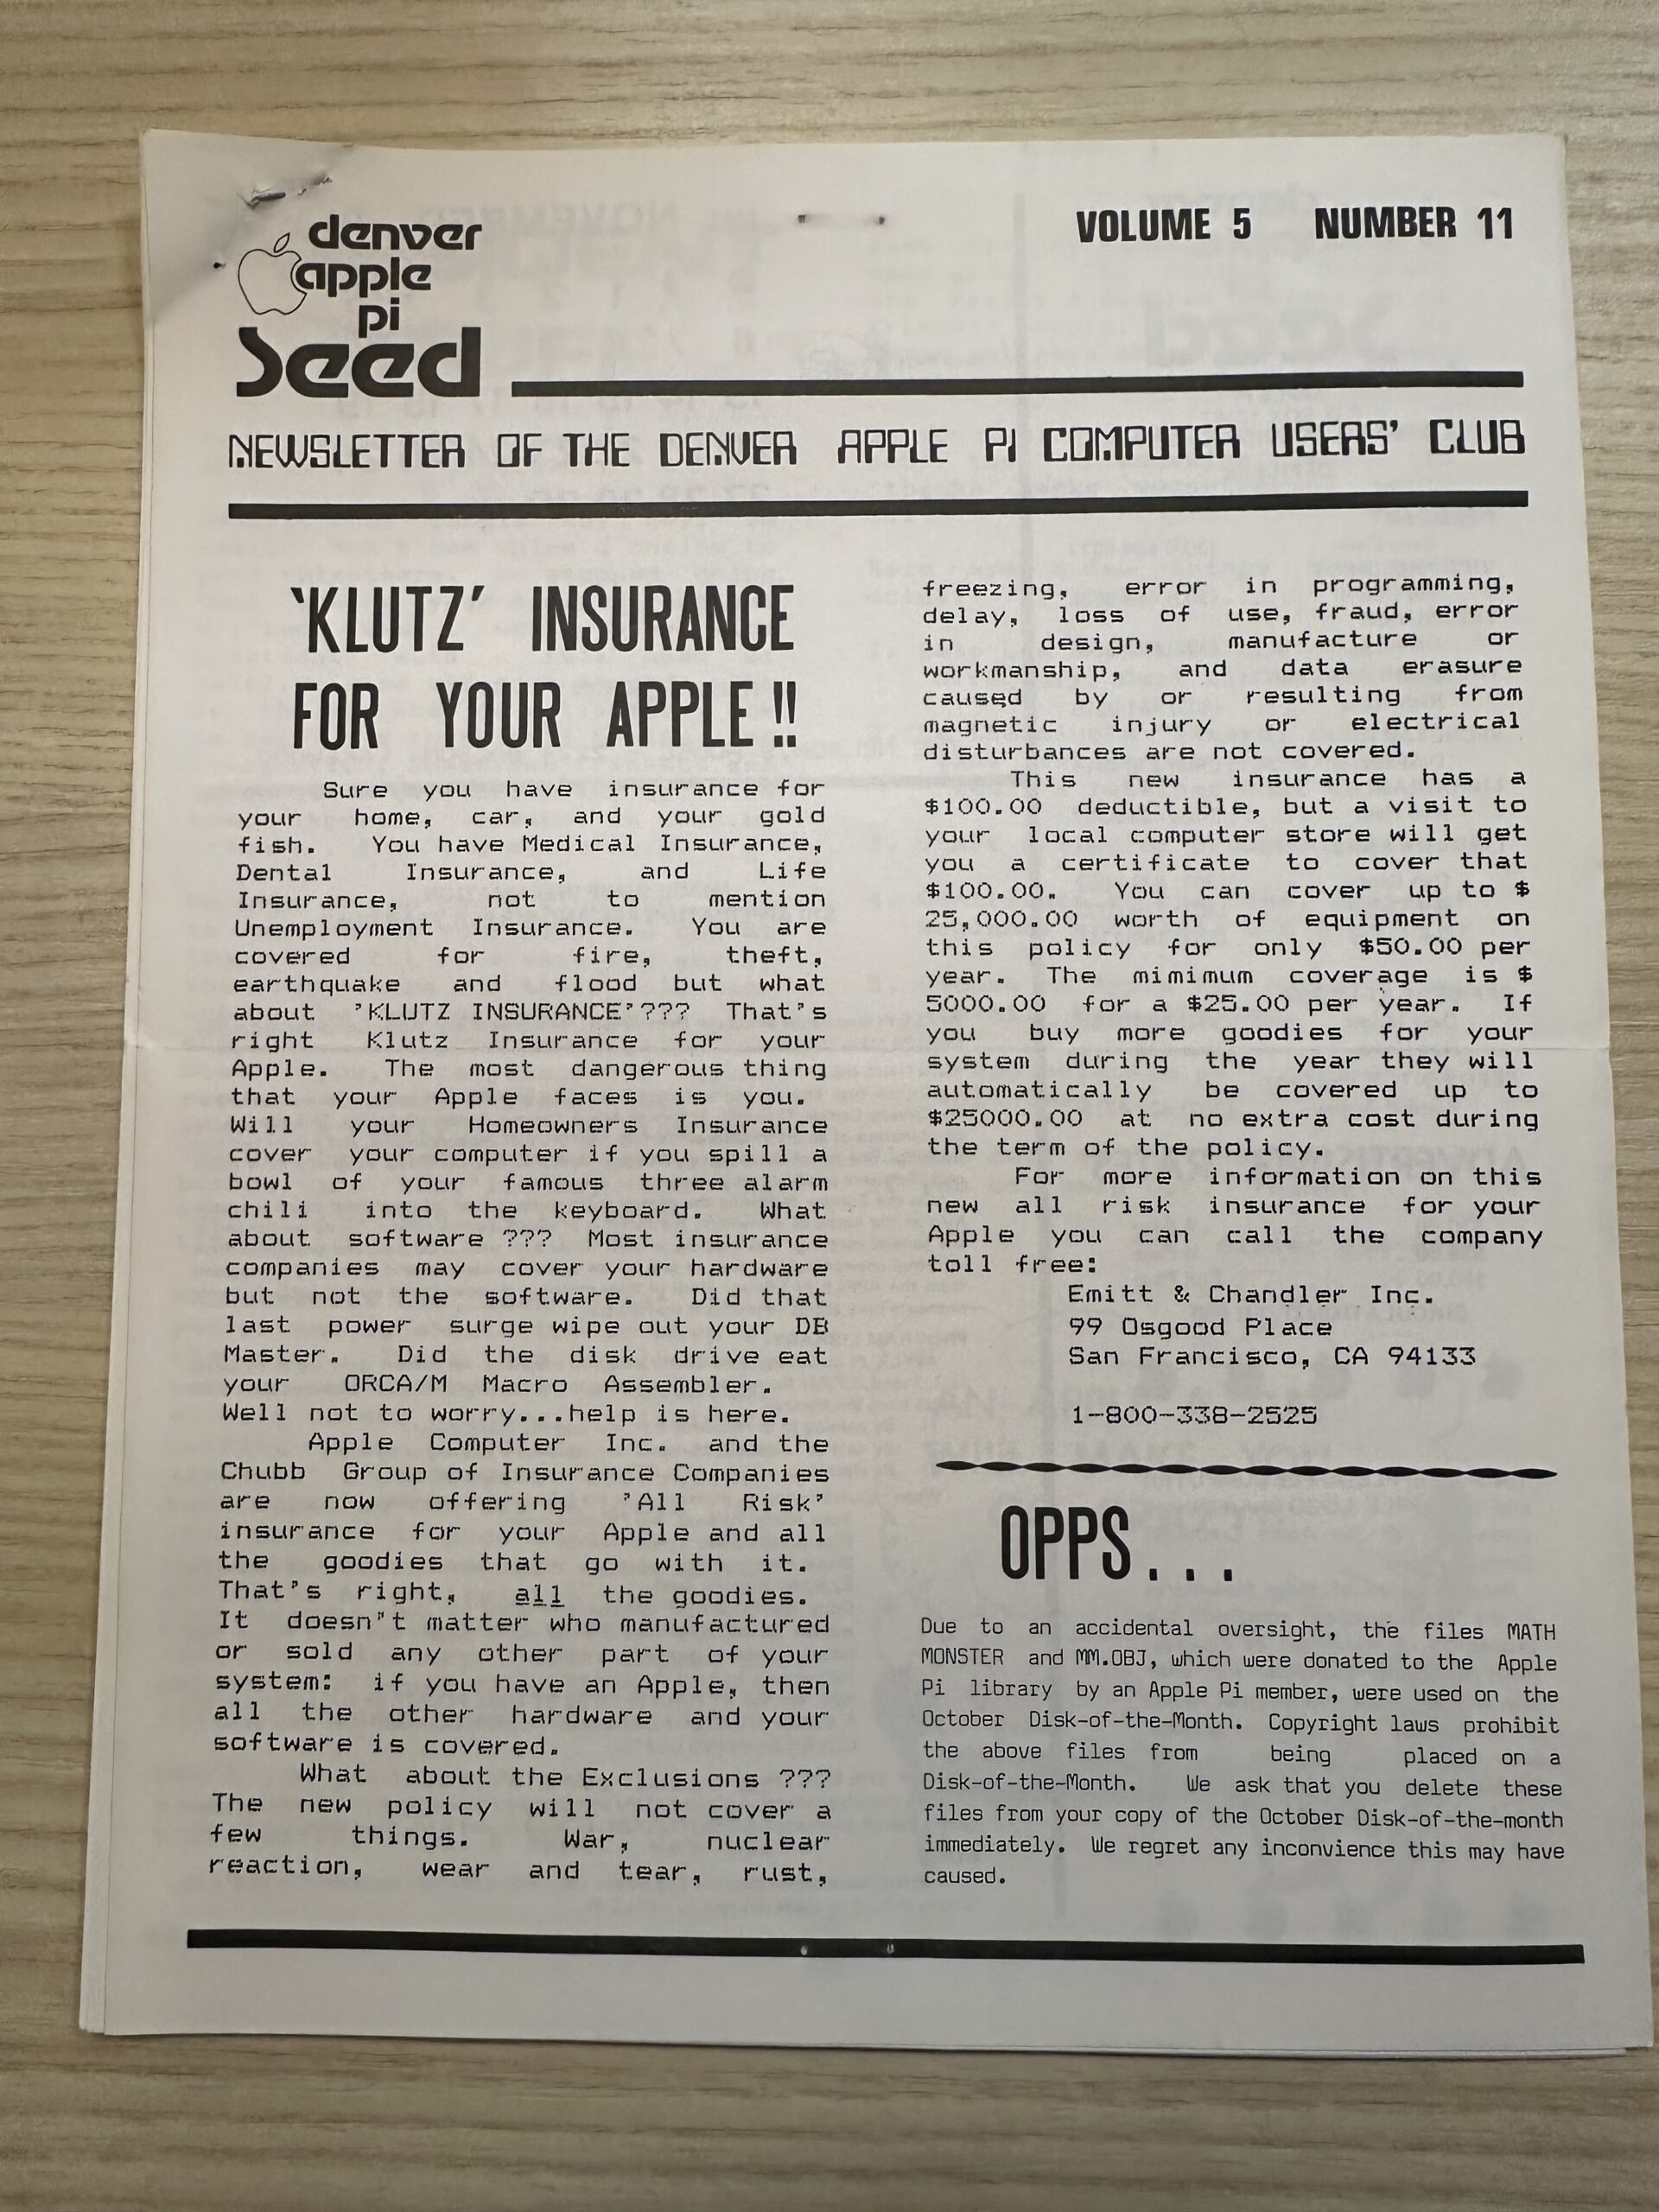 denver
apple
pi
Seed
VOLUME 5 NUMBER 11
NEWSLETTER OF THE DENVER APPLE PI COMPUTER USERS' CLUB
'KLUTZ' INSURANCE
FOR YOUR APPLE !!
Sure you have insurance for
your home, car, and your gold
fish. You have Medical Insurance,
Dental Insurance, and Life
Insurance, not to mention
Unemployment Insurance. You are
covered for fire, theft,
earthquake and flood but what
about 'KLUTZ INSURANCE'??? That's
right Klutz Insurance for your
Apple. The most dangerous thing
that your Apple faces is you.
Will your Homeowners Insurance
cover your computer if you spill a
bowl of your famous three alarm
chili into the keyboard. What
about software ??? Most insurance
companies may cover your hardware
but not the software. Did that
last power surge wipe out your DB
Master. Did the disk drive eat
your ORCA/M Macro Assembler.
Well not to worry...help is here.
Apple Computer Inc. and the
Chubb Group of Insurance Companies
are now offering 'All Risk'
insurance for your Apple and all
the goodies that go with it.
That's right, all the goodies.
It doesn"t matter who manufactured
or sold any other part of your
system: if you have an Apple, then
all the other hardware and your
software is covered.
What about the Exclusions ???
The new policy will not cover a
few things. War, nuclear
reaction, wear and tear, rust,
freezing, error in programming,
delay, loss of use, fraud, error
in design, manufacture or
workmanship, and data erasure
caused by or resulting from
magnetic injury or electrical
disturbances are not covered.
This new insurance has a
$100.00 deductible, but a visit to
your local computer store will get
you a certificate to cover that
$100.00. You can cover up to $
25,000.00 worth of equipment on
this policy for only $50.00 per
year. The mimimum coverage is $
5000.00 for a $25.00 per year. If
you buy more goodies for your
system during the year they will
automatically be covered up to
$25000.00 at no extra cost during
the term of the policy.
For more information on this
new all risk insurance for your
Apple you can call the company
toll free:
Emitt & Chandler Inc.
99 Osgood Place
San Francisco, CA 94133
1-800-338-2525
OPPS...
Due to an accidental oversight, the files MATH
MONSTER and MM.OBJ, which were donated to the Apple
Pi library by an Apple Pi member, were used on the
October Disk-of-the-Month. Copyright laws prohibit
the above files from being placed on a
Disk-of-the-Month. We ask that you delete these
files from your copy of the October Disk-of-the-month
immediately. We regret any inconvience this may have
caused.